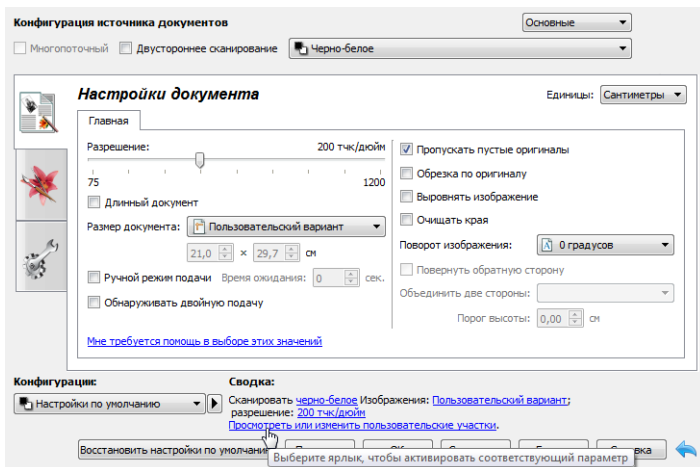 Конфигурация источника документов
Основные
Многопоточный Двустороннее сканирование Черно-белое
Настройки документа
Единицы: Сантиметры
Главная
Разрешение: 200 тчк/дюйм
75 1200
Длинный документ
Размер документа: Пользовательский вариант
21,0 × 29,7 см
Ручной режим подачи Время ожидания: 0 сек.
Обнаруживать двойную подачу
Мне требуется помощь в выборе этих значений
Пропускать пустые оригиналы
Обрезка по оригиналу
Выровнять изображение
Очищать края
Поворот изображения: 0 градусов
Повернуть обратную сторону
Объединить две стороны:
Порог высоты: 0,00 см
Конфигурации:
Настройки по умолчанию
Сводка:
Сканировать черно-белое Изображения: Пользовательский вариант;
разрешение: 200 тчк/дюйм
Просмотреть или изменить пользовательские участки.
Восстановить настройки по умолчани
Выберите ярлык, чтобы активировать соответствующий параметр